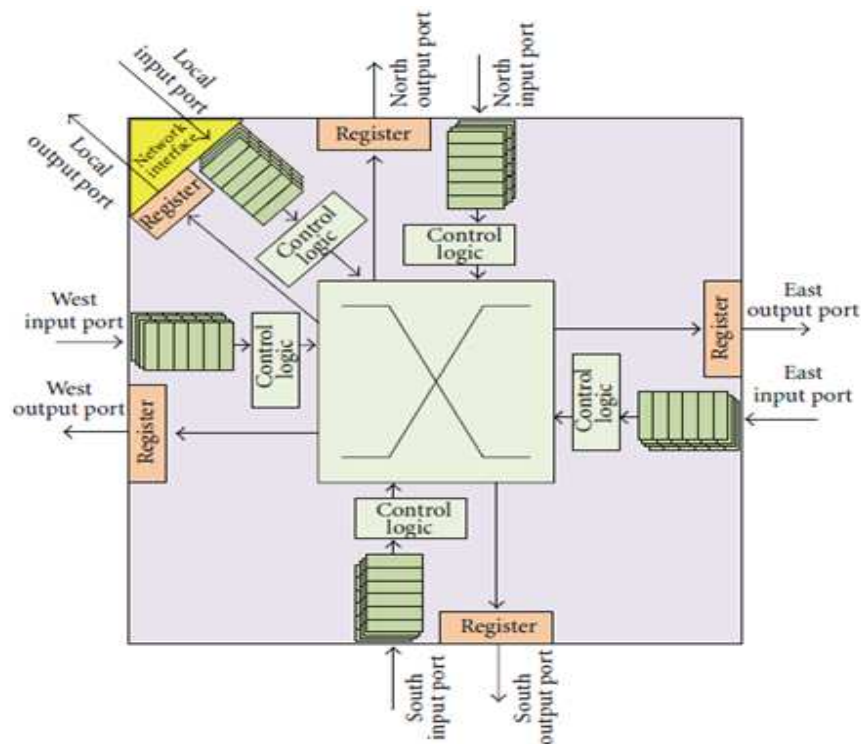 Local
input port
Local
output port
Network
interface
Register
Control
logic
North
output port
Register
North
input port
Control
logic
West
input port
Control
logic
West
output port
Register
East
output port
Register
East
input port
Control
logic
Control
logic
South
input port
Register
South
output port